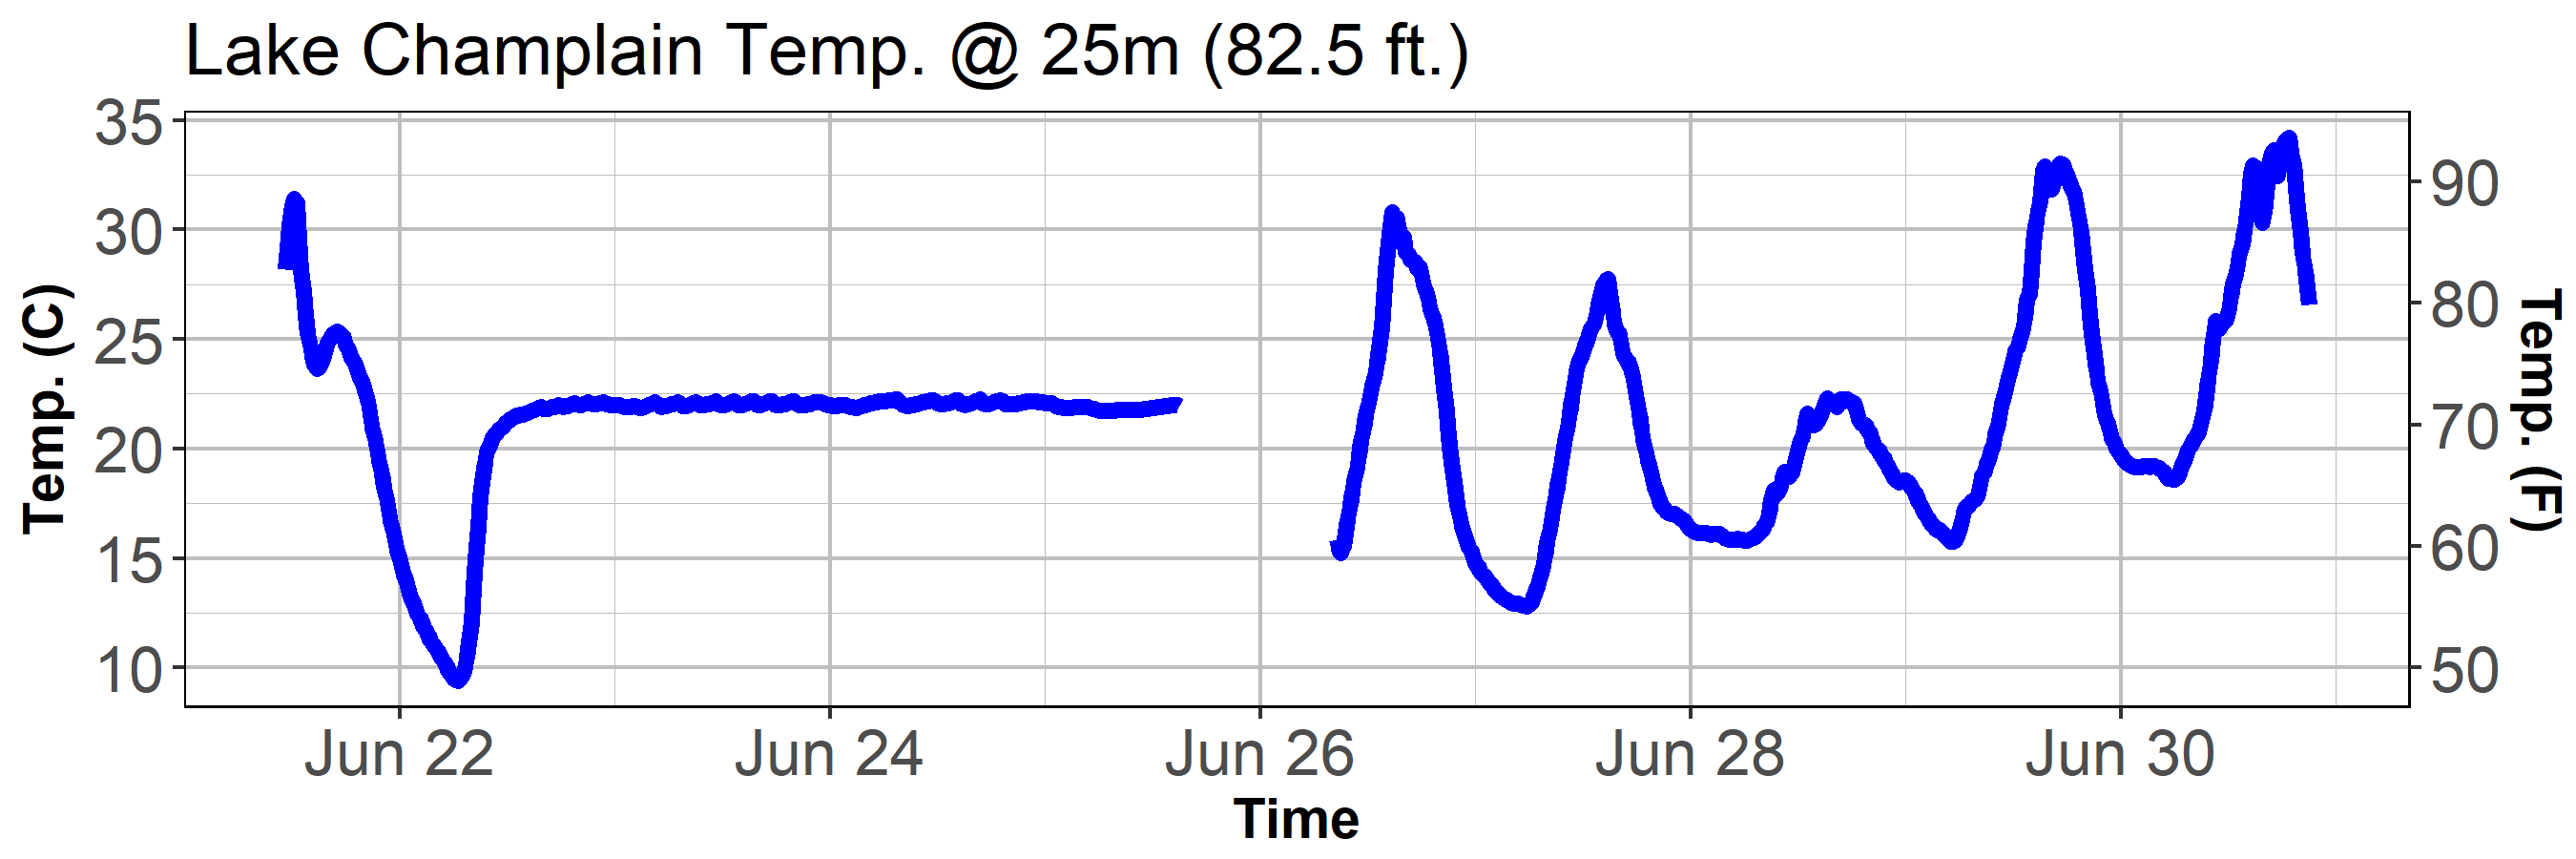 Lake Champlain Temp. @ 25m (82.5 ft.)
35
30
25
20
15
10
Temp. (C)
90
80
70
60
50
Temp. (F)
Jun 22 Jun 24 Jun 26 Jun 28 Jun 30
Time